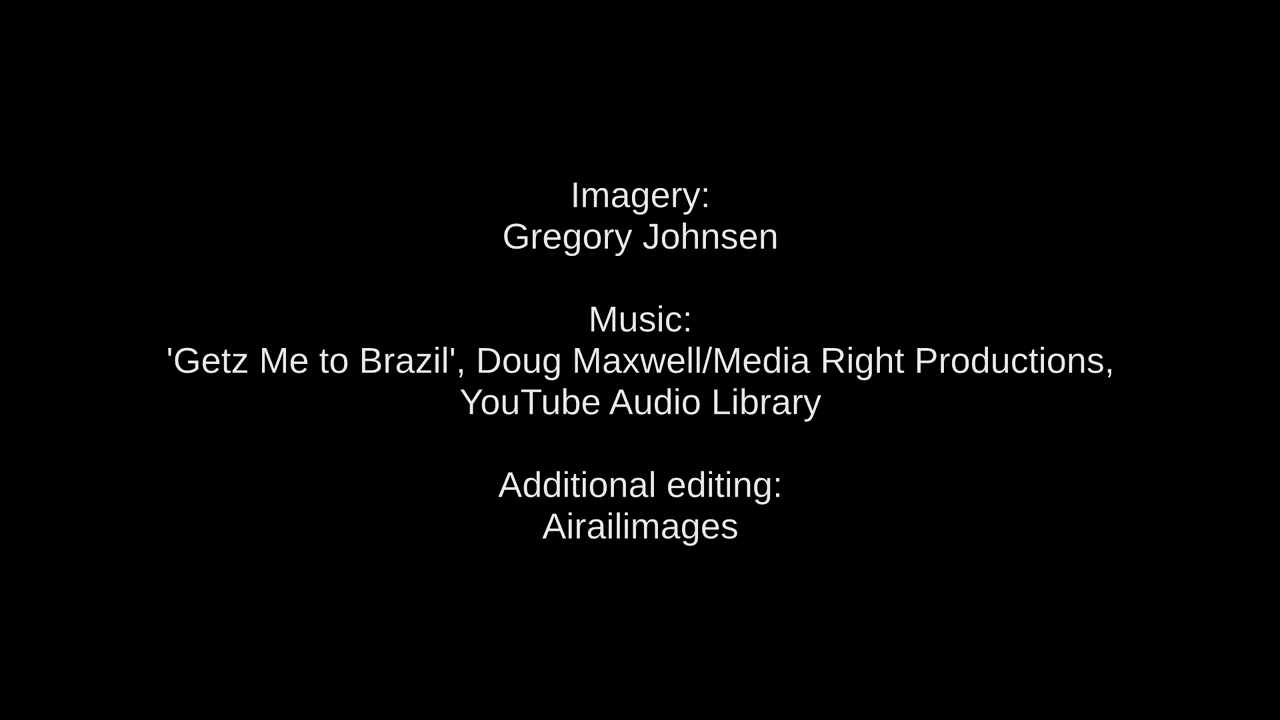 Imagery:
Gregory Johnsen
Music:
'Getz Me to Brazil', Doug Maxwell/Media Right Productions,
YouTube Audio Library
Additional editing:
Airailimages